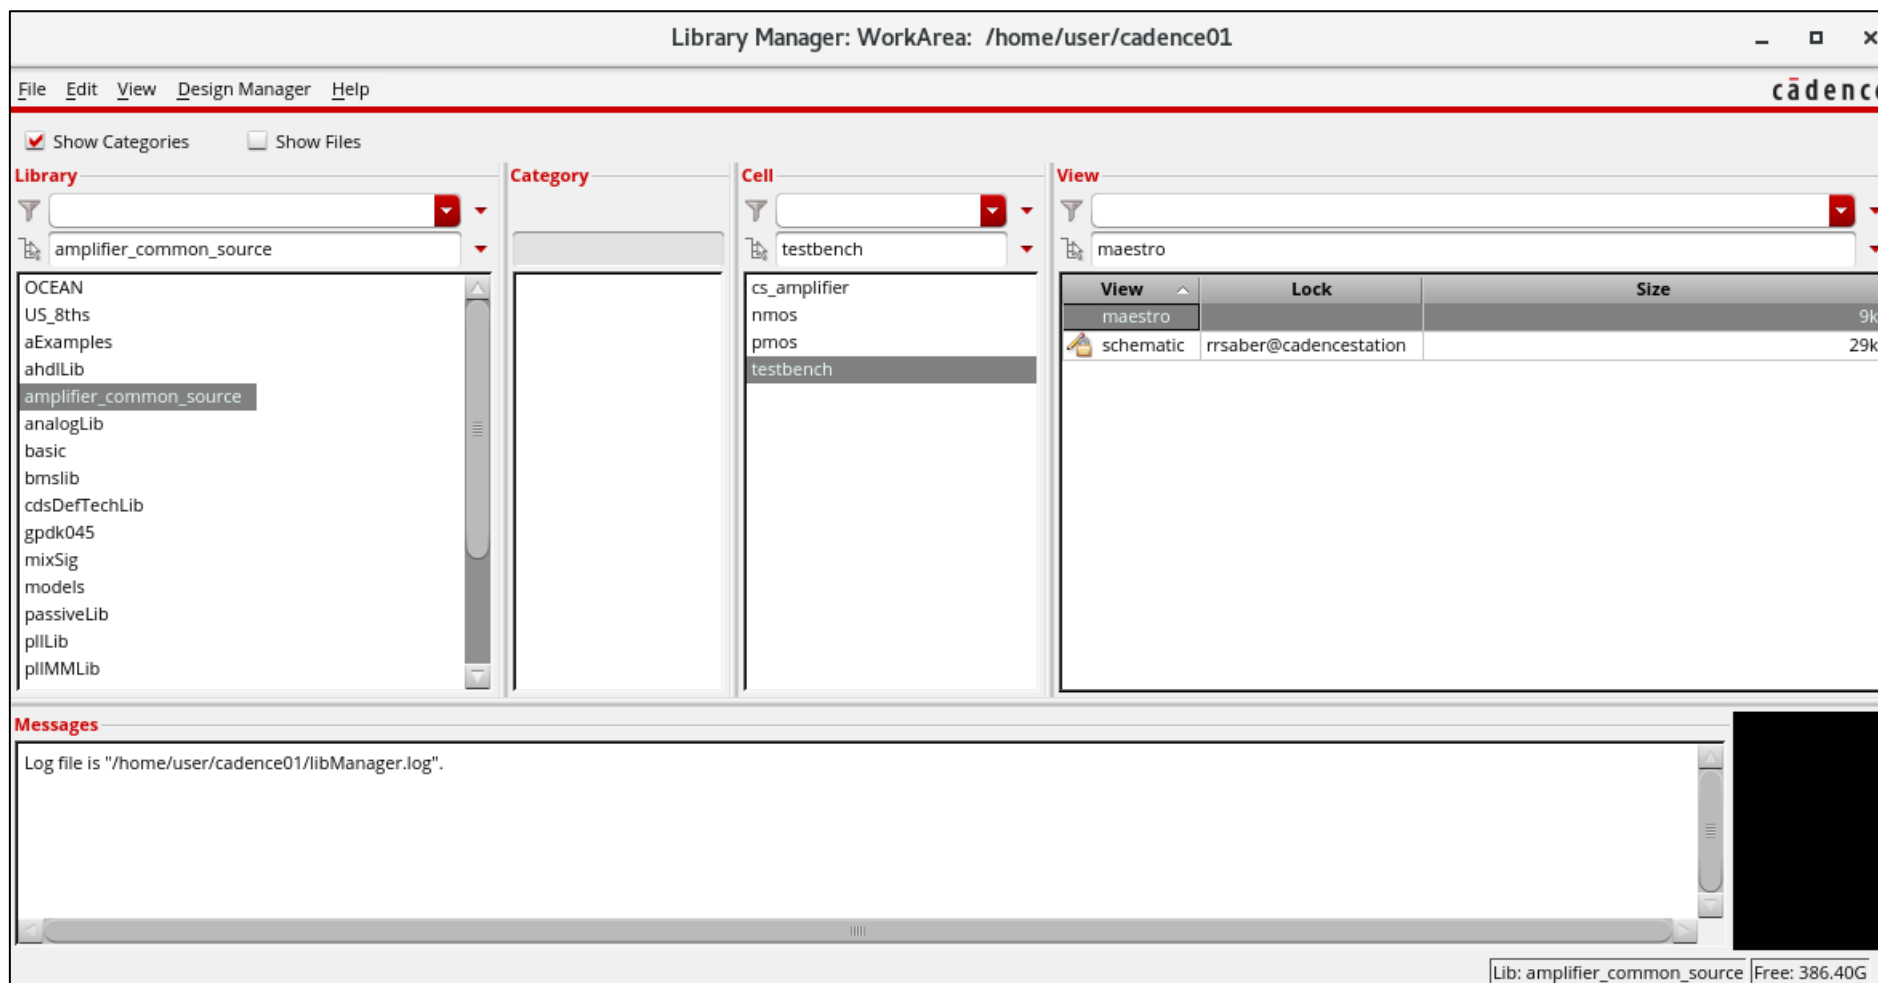 Library Manager: WorkArea: /home/user/cadence01
File Edit View Design Manager Help
cādence
Show Categories Show Files
Library Category Cell View
amplifier_common_source testbench maestro
OCEAN
US_8ths
aExamples
ahdlLib
amplifier_common_source
analogLib
basic
bmslib
cdsDefTechLib
gpdk045
mixSig
models
passiveLib
pllLib
pllMMLib
cs_amplifier
nmos
pmos
testbench
View Lock Size
maestro 9k
schematic rrsaber@cadencestation 29k
Messages
Log file is "/home/user/cadence01/libManager.log".
Lib: amplifier_common_source Free: 386.40G